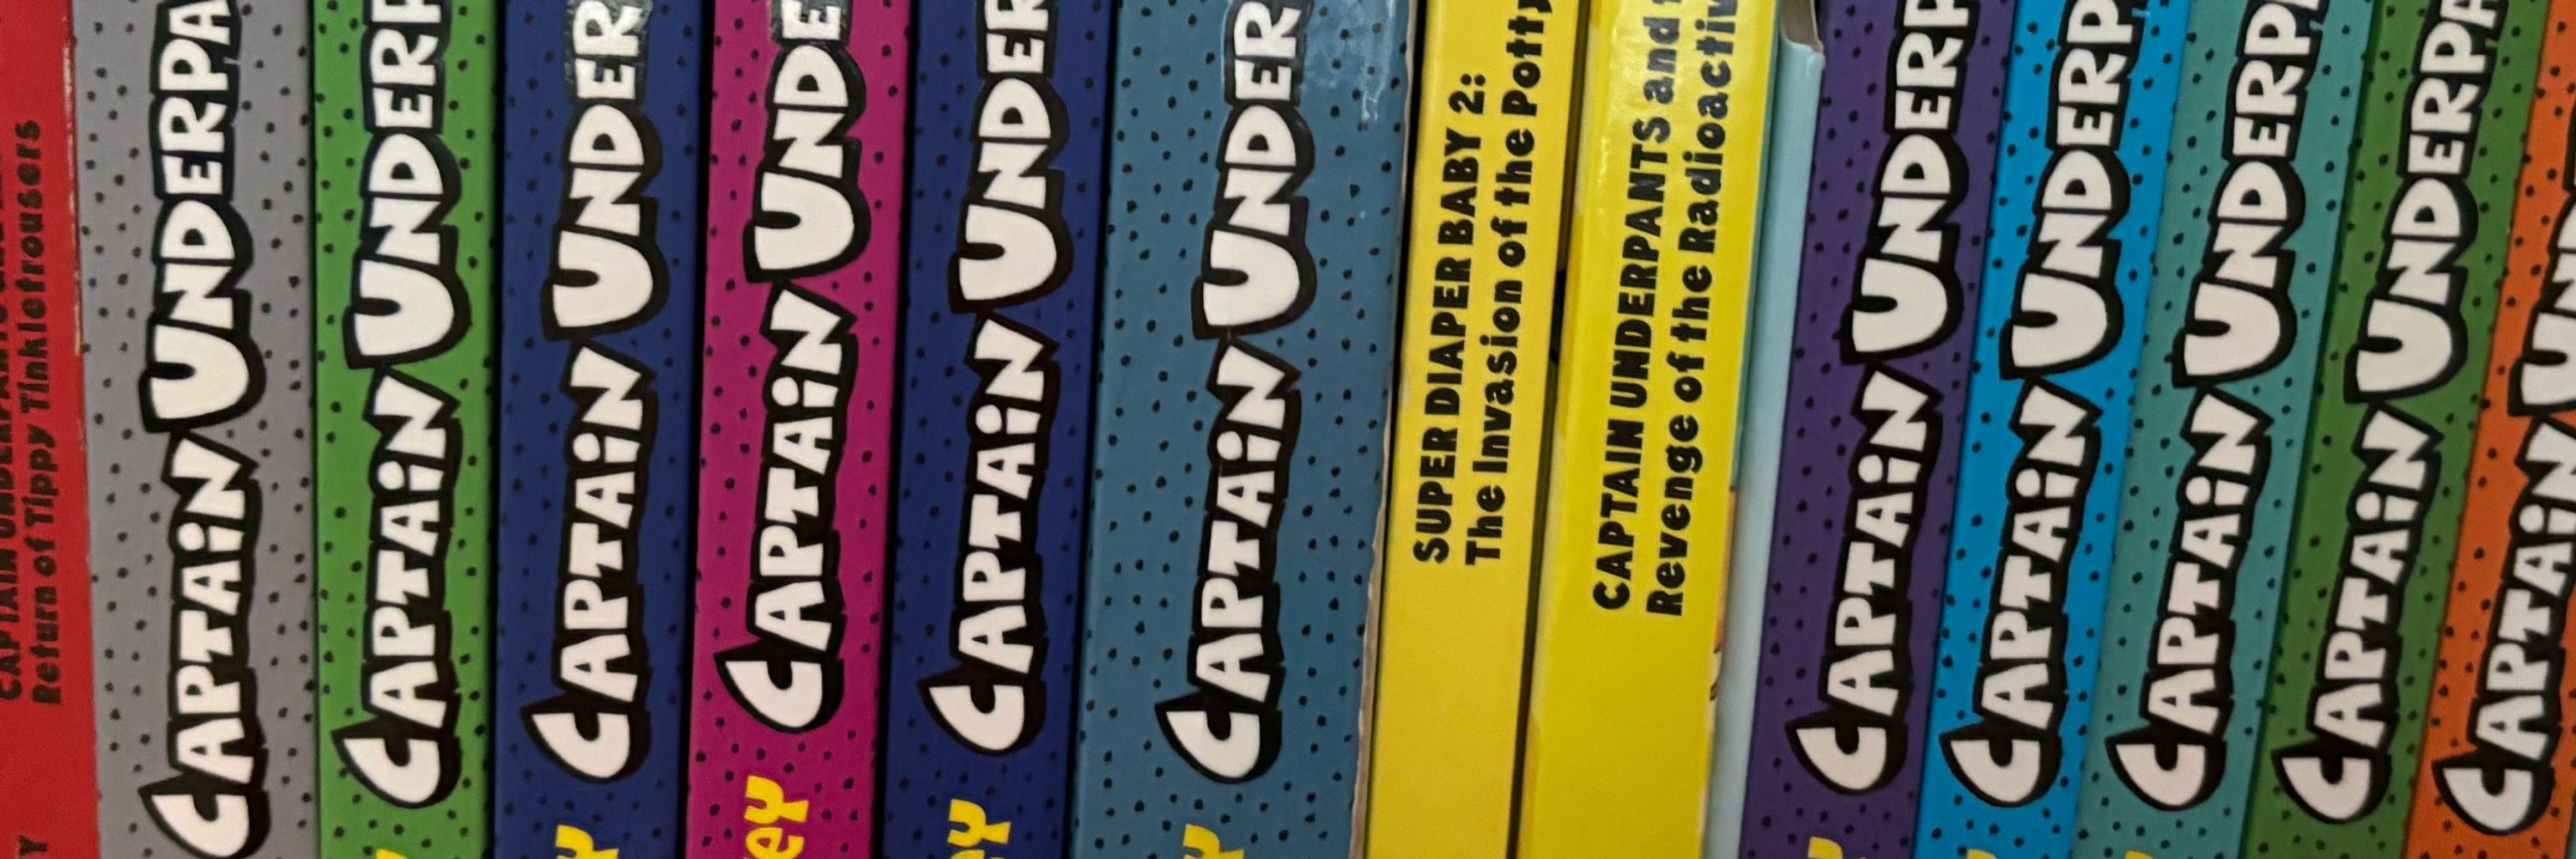 CAPTAIN UNDERPANTS
Return of Tippy Tinkletrousers
CAPTAIN UNDERPA
CAPTAIN UNDERP
CAPTAIN UNDER
CAPTAIN UNDE
ey
CAPTAIN UNDER
ey
CAPTAIN UNDER
y
SUPER DIAPER BABY 2:
The Invasion of the Potty
CAPTAIN UNDERPANTS and
Revenge of the Radioactiv
CAPTAIN UNDERP
CAPTAIN UNDERP
CAPTAIN UNDERPA
CAPTAIN UNDERPA
CAPTAIN UN